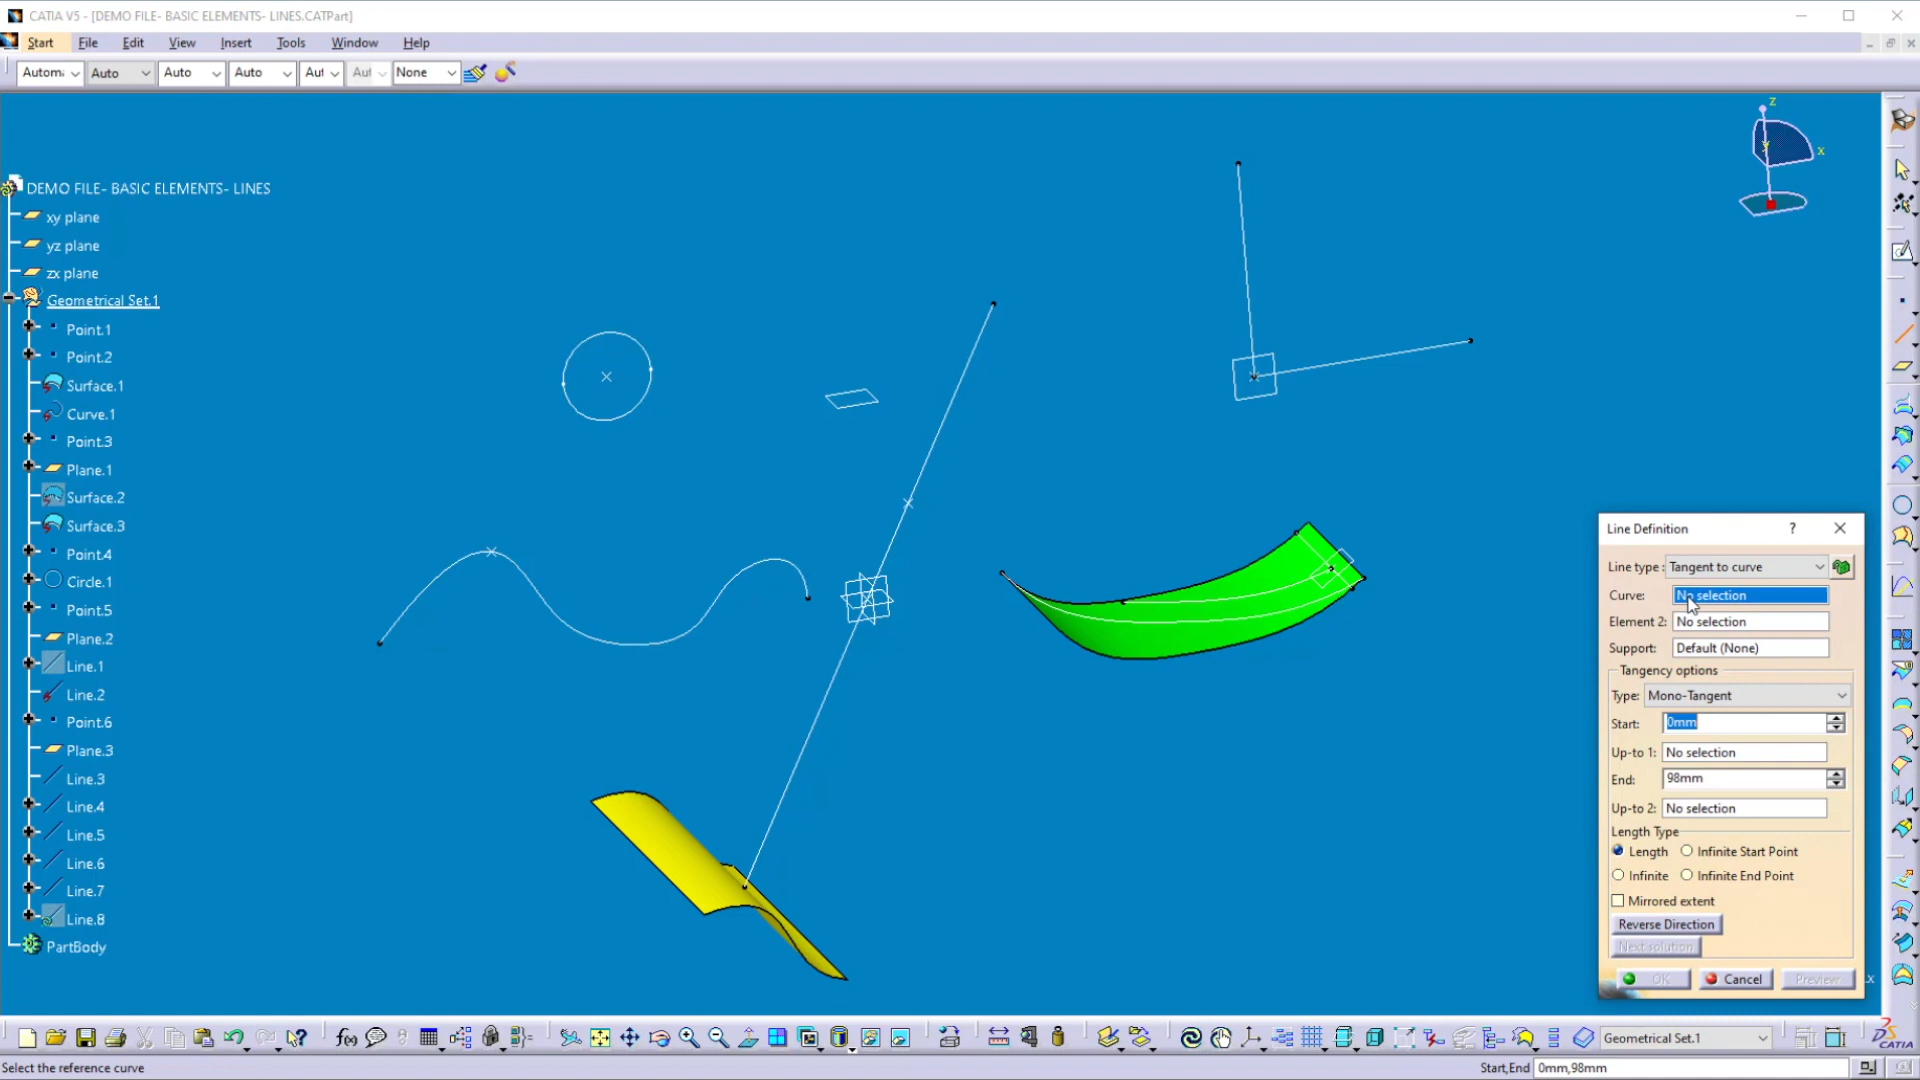 CATIA V5 - [DEMO FILE- BASIC ELEMENTS- LINES.CATPart]
Start File Edit View Insert Tools Window Help
Auto Auto Auto None
z
y
x
DEMO FILE- BASIC ELEMENTS- LINES
xy plane
yz plane
zx plane
Geometrical Set.1
Point.1
Point.2
Surface.1
Curve.1
Point.3
Plane.1
Surface.2
Surface.3
Point.4
Circle.1
Point.5
Plane.2
Line.1
Line.2
Point.6
Plane.3
Line.3
Line.4
Line.5
Line.6
Line.7
Line.8
PartBody
Line Definition ?
Line type : Tangent to curve
Curve: No selection
Element 2: No selection
Support: Default (None)
Tangency options
Type: Mono-Tangent
Start: 0mm
Up-to 1: No selection
End: 98mm
Up-to 2: No selection
Length Type
Length Infinite Start Point
Infinite Infinite End Point
Mirrored extent
Reverse Direction
Next solution
OK Cancel Preview
x
f(x) Geometrical Set.1 CATIA
Select the reference curve Start,End 0mm,98mm